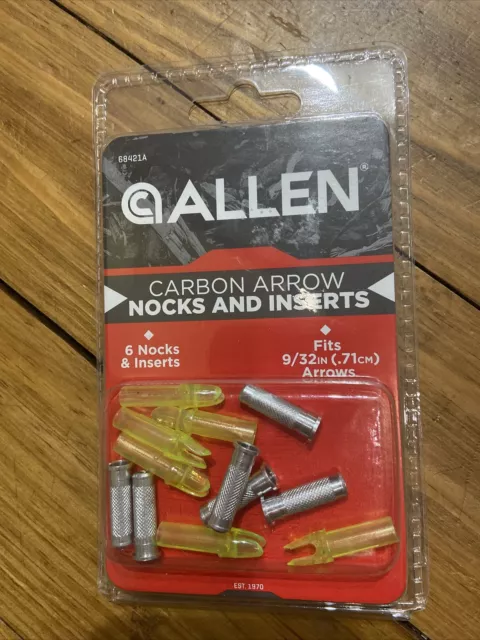 68421A
ALLEN®
CARBON ARROW
NOCKS AND INSERTS
6 Nocks
& Inserts
Fits
9/32IN (.71CM)
Arrows
EST. 1970